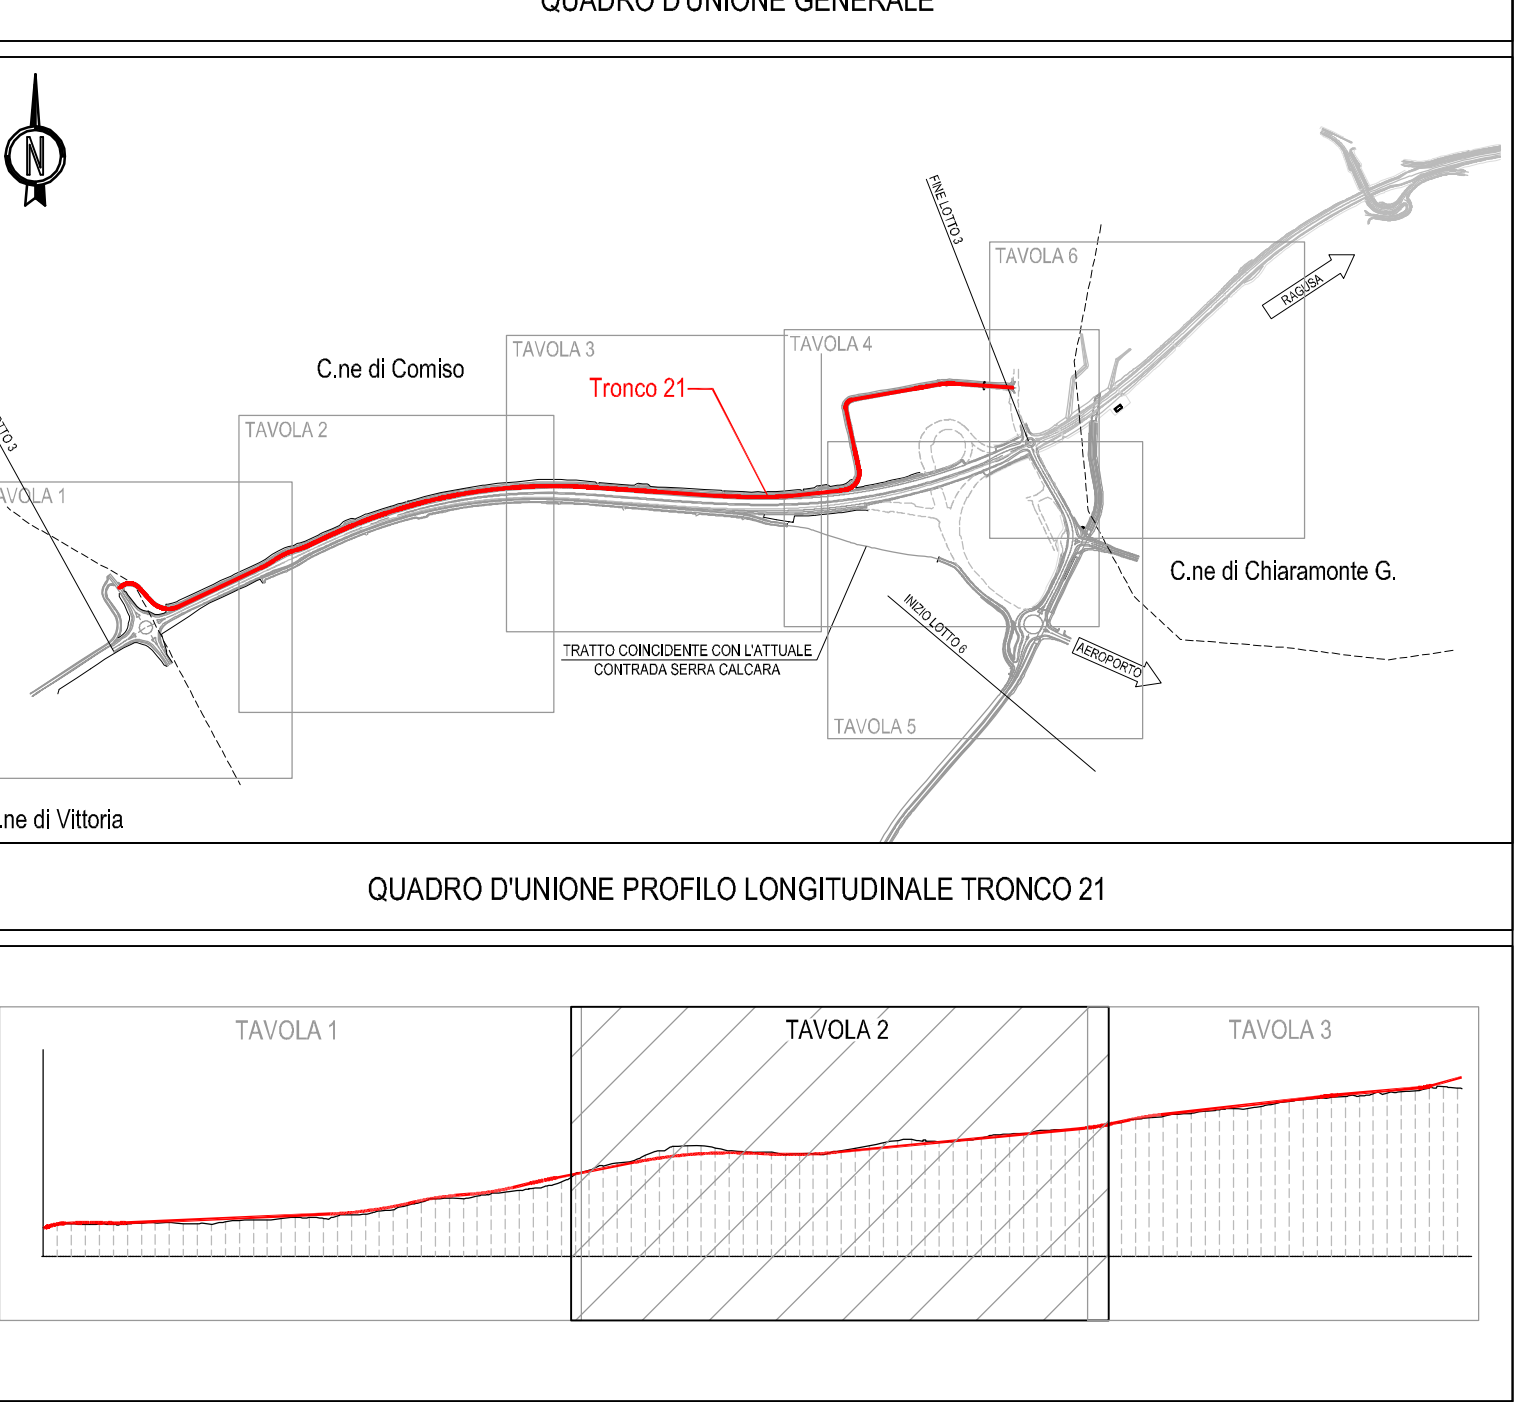 QUADRO D'UNIONE GENERALE
N
FINE LOTTO 3
TAVOLA 6
RAGUSA
TAVOLA 3
TAVOLA 4
C.ne di Comiso
Tronco 21
TAVOLA 2
OTTO 3
AVOLA 1
C.ne di Chiaramonte G.
INIZIO LOTTO 6
TRATTO COINCIDENTE CON L'ATTUALE
CONTRADA SERRA CALCARA
AEROPORTO
TAVOLA 5
.ne di Vittoria
QUADRO D'UNIONE PROFILO LONGITUDINALE TRONCO 21
TAVOLA 1
TAVOLA 2
TAVOLA 3